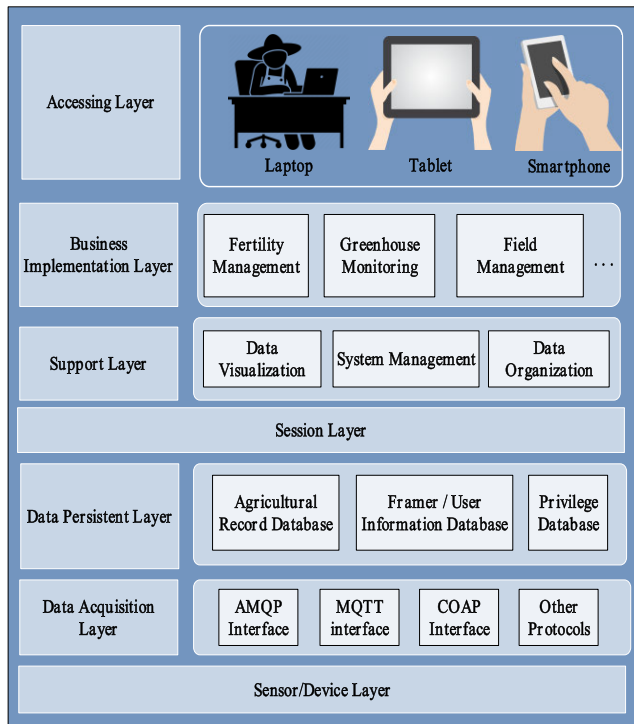 Accessing Layer
Laptop
Tablet
Smartphone
Business
Implementation Layer
Fertility
Management
Greenhouse
Monitoring
Field
Management
...
Support Layer
Data
Visualization
System Management
Data
Organization
Session Layer
Data Persistent Layer
Agricultural
Record Database
Framer / User
Information Database
Privilege
Database
Data Acquisition
Layer
AMQP
Interface
MQTT
interface
COAP
Interface
Other
Protocols
Sensor/Device Layer